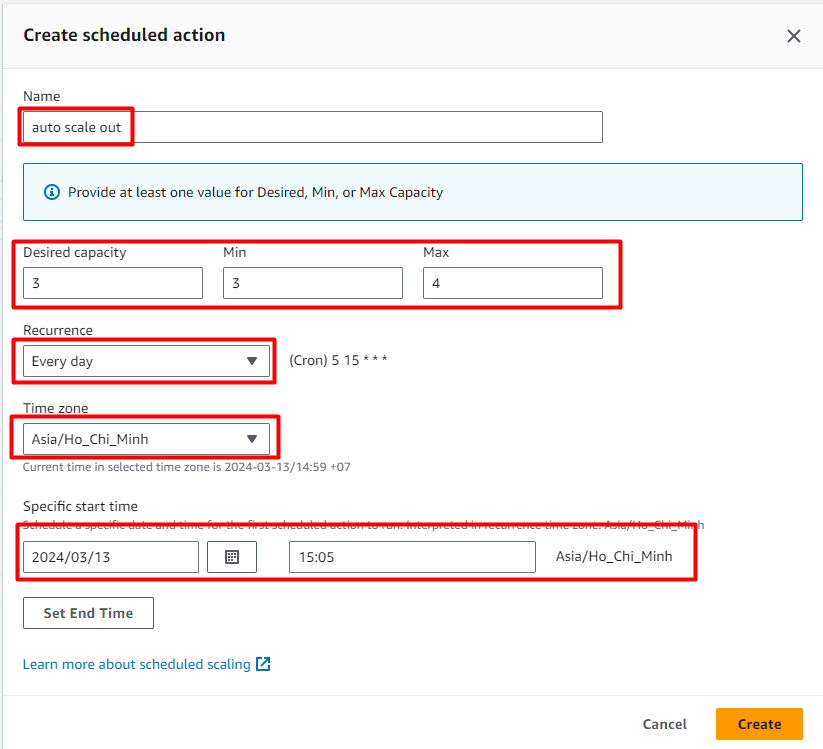 Create scheduled action
Name
auto scale out
Provide at least one value for Desired, Min, or Max Capacity
Desired capacity Min Max
3 3 4
Recurrence
Every day (Cron) 5 15 * * *
Time zone
Asia/Ho_Chi_Minh
Current time in selected time zone is 2024-03-13/14:59 +07
Specific start time
Schedule a specific date and time for the first scheduled action to run. Interpreted in recurrence time zone: Asia/Ho_Chi_Minh
2024/03/13 15:05 Asia/Ho_Chi_Minh
Set End Time
Learn more about scheduled scaling
Cancel Create